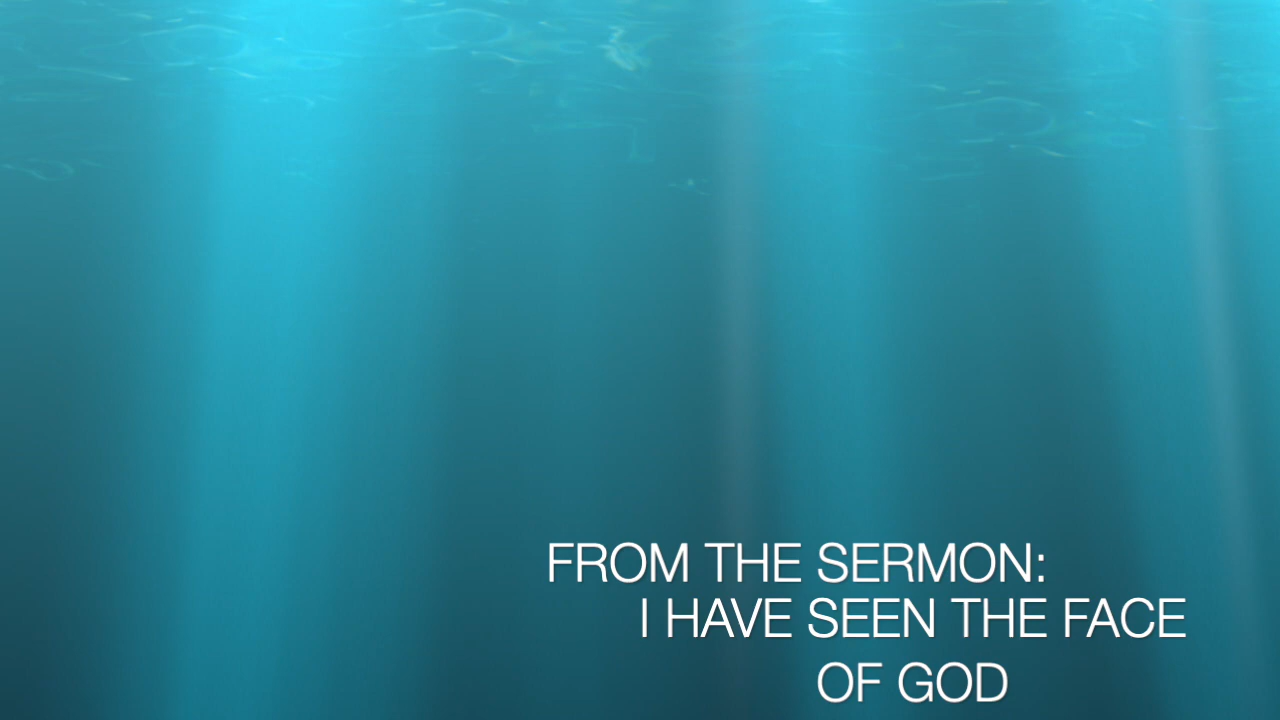 FROM THE SERMON:
I HAVE SEEN THE FACE
OF GOD